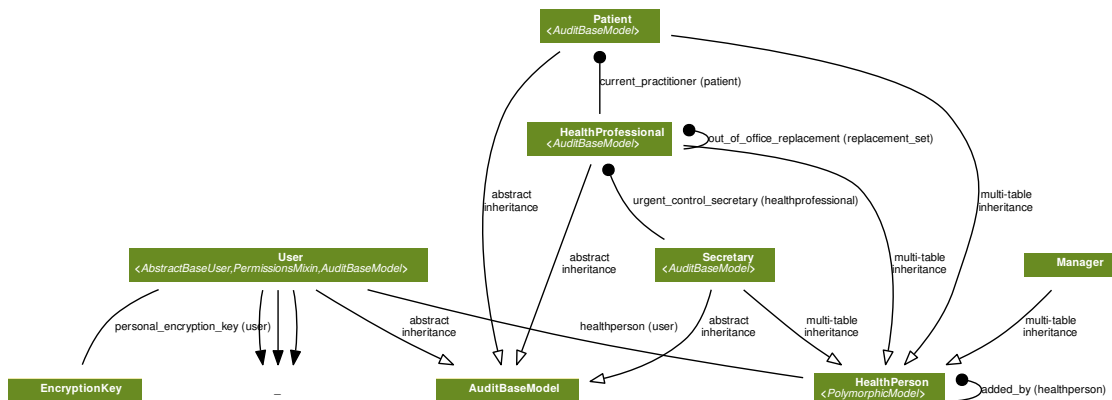 Patient
<AuditBaseModel>
current_practitioner (patient)
HealthProfessional
<AuditBaseModel>
out_of_office_replacement (replacement_set)
abstract
inheritance
multi-table
inheritance
urgent_control_secretary (healthprofessional)
User
<AbstractBaseUser,PermissionsMixin,AuditBaseModel>
abstract
inheritance
Secretary
<AuditBaseModel>
multi-table
inheritance
Manager
personal_encryption_key (user)
abstract
inheritance
healthperson (user)
abstract
inheritance
multi-table
inheritance
multi-table
inheritance
EncryptionKey
_
AuditBaseModel
HealthPerson
<PolymorphicModel>
added_by (healthperson)